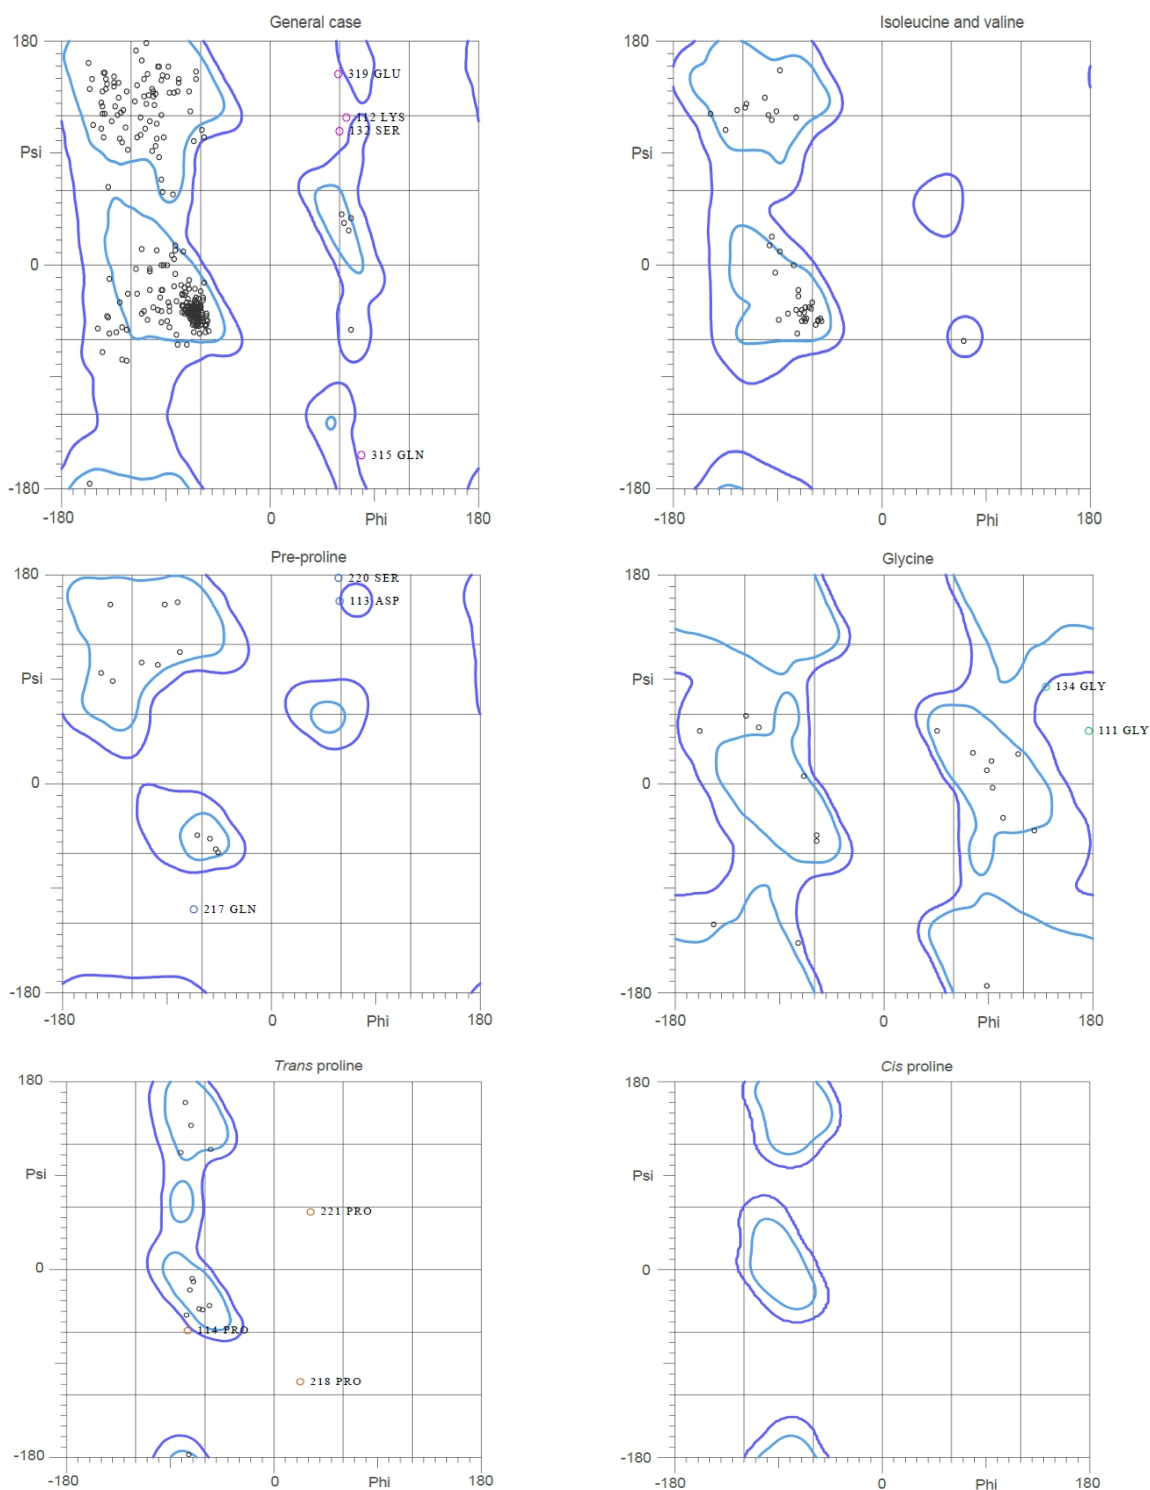 General case
180
319 GLU
112 LYS
132 SER
Psi
0
315 GLN
-180
-180
0
Phi
180
Isoleucine and valine
180
Psi
0
-180
-180
0
Phi
180
Pre-proline
180
220 SER
113 ASP
Psi
0
217 GLN
-180
-180
0
Phi
180
Glycine
180
Psi
134 GLY
111 GLY
0
-180
-180
0
Phi
180
Trans proline
180
Psi
221 PRO
0
114 PRO
218 PRO
-180
-180
0
Phi
180
Cis proline
180
Psi
0
-180
-180
0
Phi
180